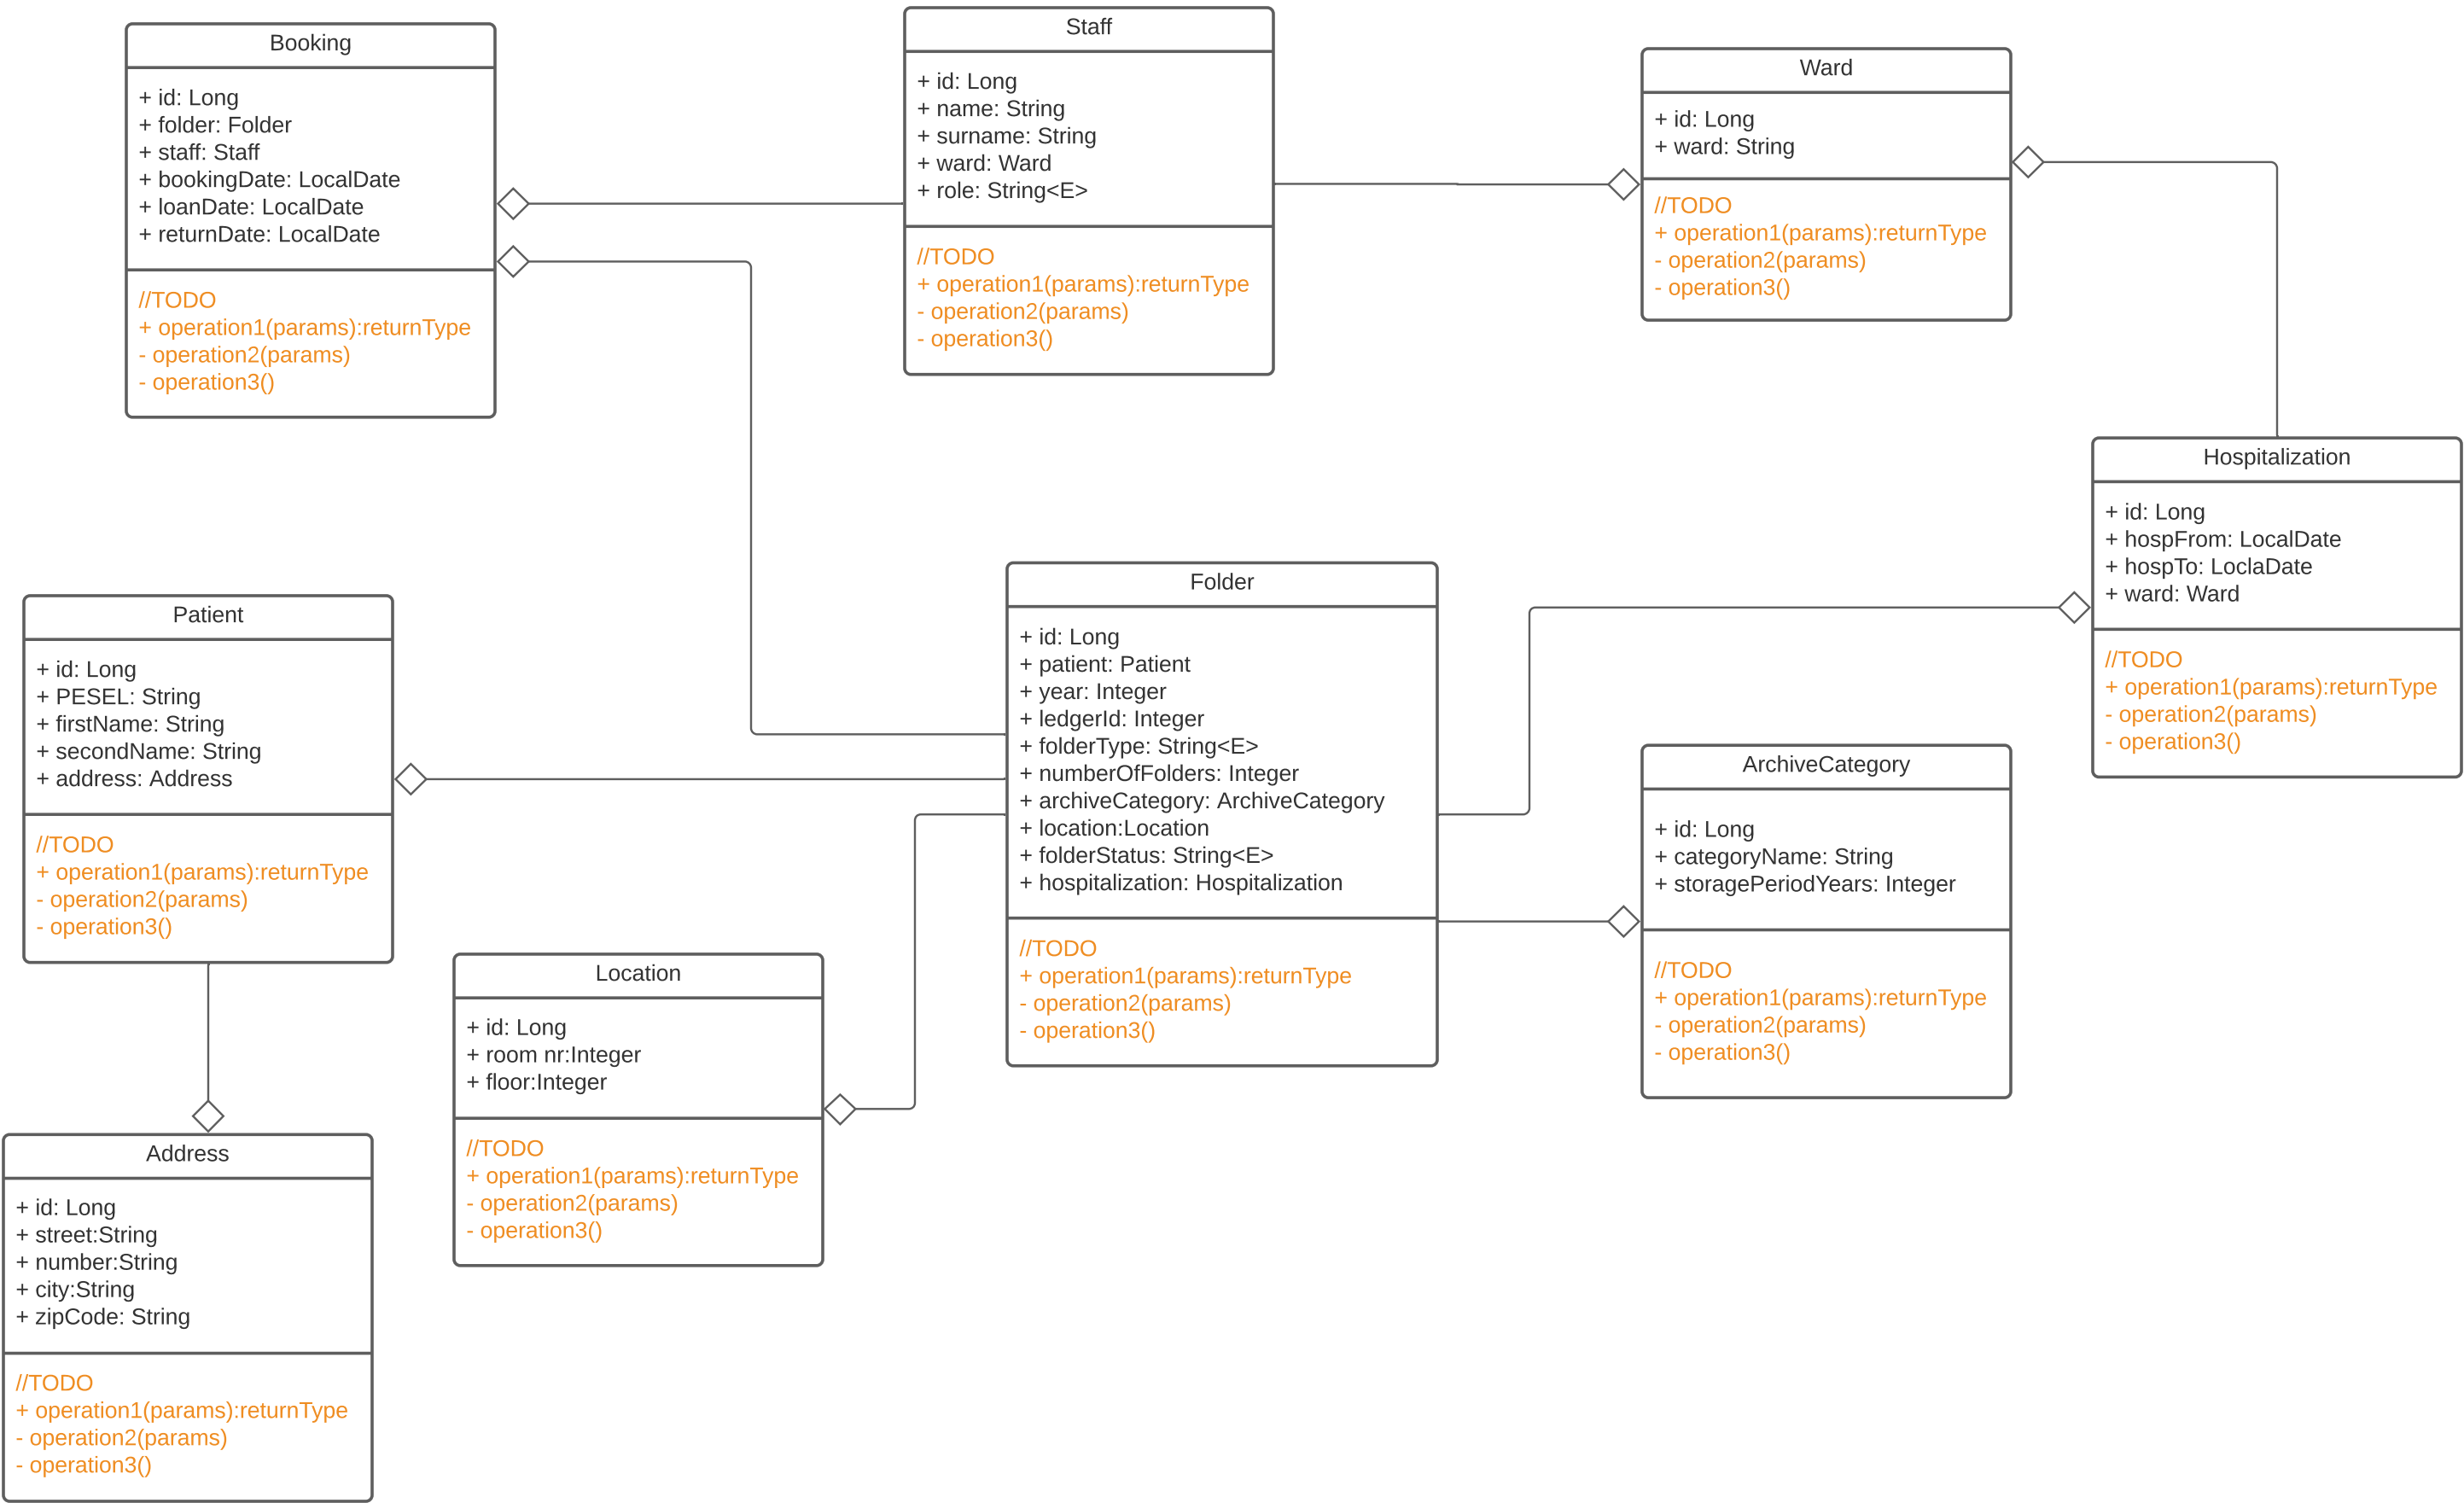 Booking
+ id: Long
+ folder: Folder
+ staff: Staff
+ bookingDate: LocalDate
+ loanDate: LocalDate
+ returnDate: LocalDate
//TODO
+ operation1(params):returnType
- operation2(params)
- operation3()
Staff
+ id: Long
+ name: String
+ surname: String
+ ward: Ward
+ role: String<E>
//TODO
+ operation1(params):returnType
- operation2(params)
- operation3()
Ward
+ id: Long
+ ward: String
//TODO
+ operation1(params):returnType
- operation2(params)
- operation3()
Hospitalization
+ id: Long
+ hospFrom: LocalDate
+ hospTo: LoclaDate
+ ward: Ward
//TODO
+ operation1(params):returnType
- operation2(params)
- operation3()
Patient
+ id: Long
+ PESEL: String
+ firstName: String
+ secondName: String
+ address: Address
//TODO
+ operation1(params):returnType
- operation2(params)
- operation3()
Folder
+ id: Long
+ patient: Patient
+ year: Integer
+ ledgerId: Integer
+ folderType: String<E>
+ numberOfFolders: Integer
+ archiveCategory: ArchiveCategory
+ location:Location
+ folderStatus: String<E>
+ hospitalization: Hospitalization
//TODO
+ operation1(params):returnType
- operation2(params)
- operation3()
ArchiveCategory
+ id: Long
+ categoryName: String
+ storagePeriodYears: Integer
//TODO
+ operation1(params):returnType
- operation2(params)
- operation3()
Location
+ id: Long
+ room nr:Integer
+ floor:Integer
//TODO
+ operation1(params):returnType
- operation2(params)
- operation3()
Address
+ id: Long
+ street:String
+ number:String
+ city:String
+ zipCode: String
//TODO
+ operation1(params):returnType
- operation2(params)
- operation3()